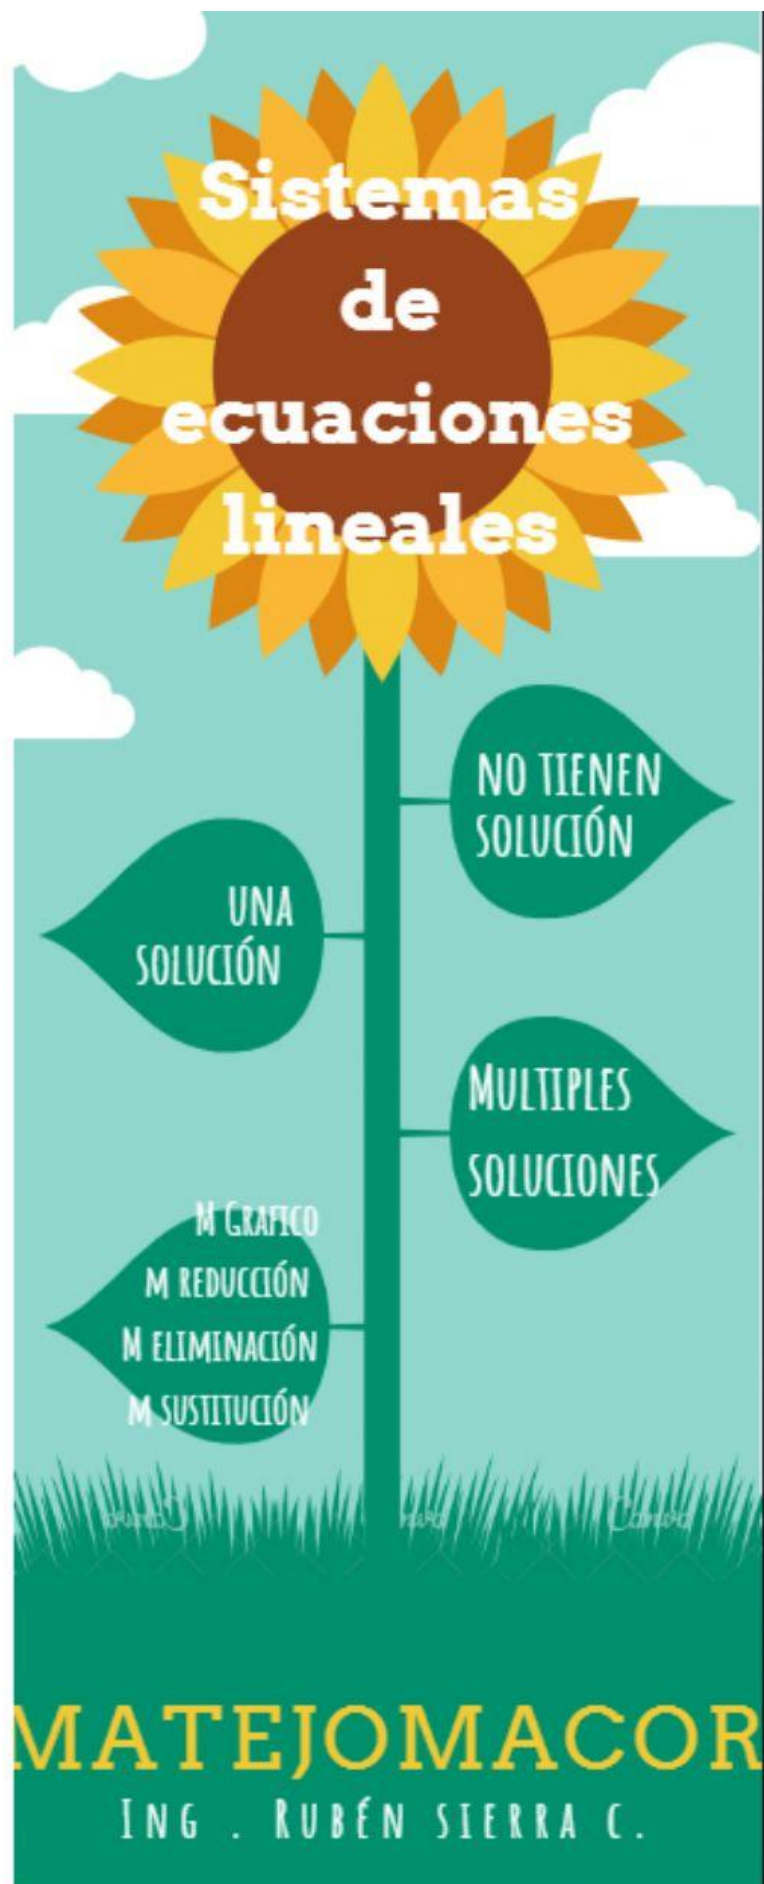 Sistemas
de
ecuaciones
lineales
NO TIENEN
SOLUCIÓN
UNA
SOLUCIÓN
MULTIPLES
SOLUCIONES
M GRAFICO
M REDUCCIÓN
M ELIMINACIÓN
M SUSTITUCIÓN
Canva
MATEJOMACOR
ING . RUBÉN SIERRA C.